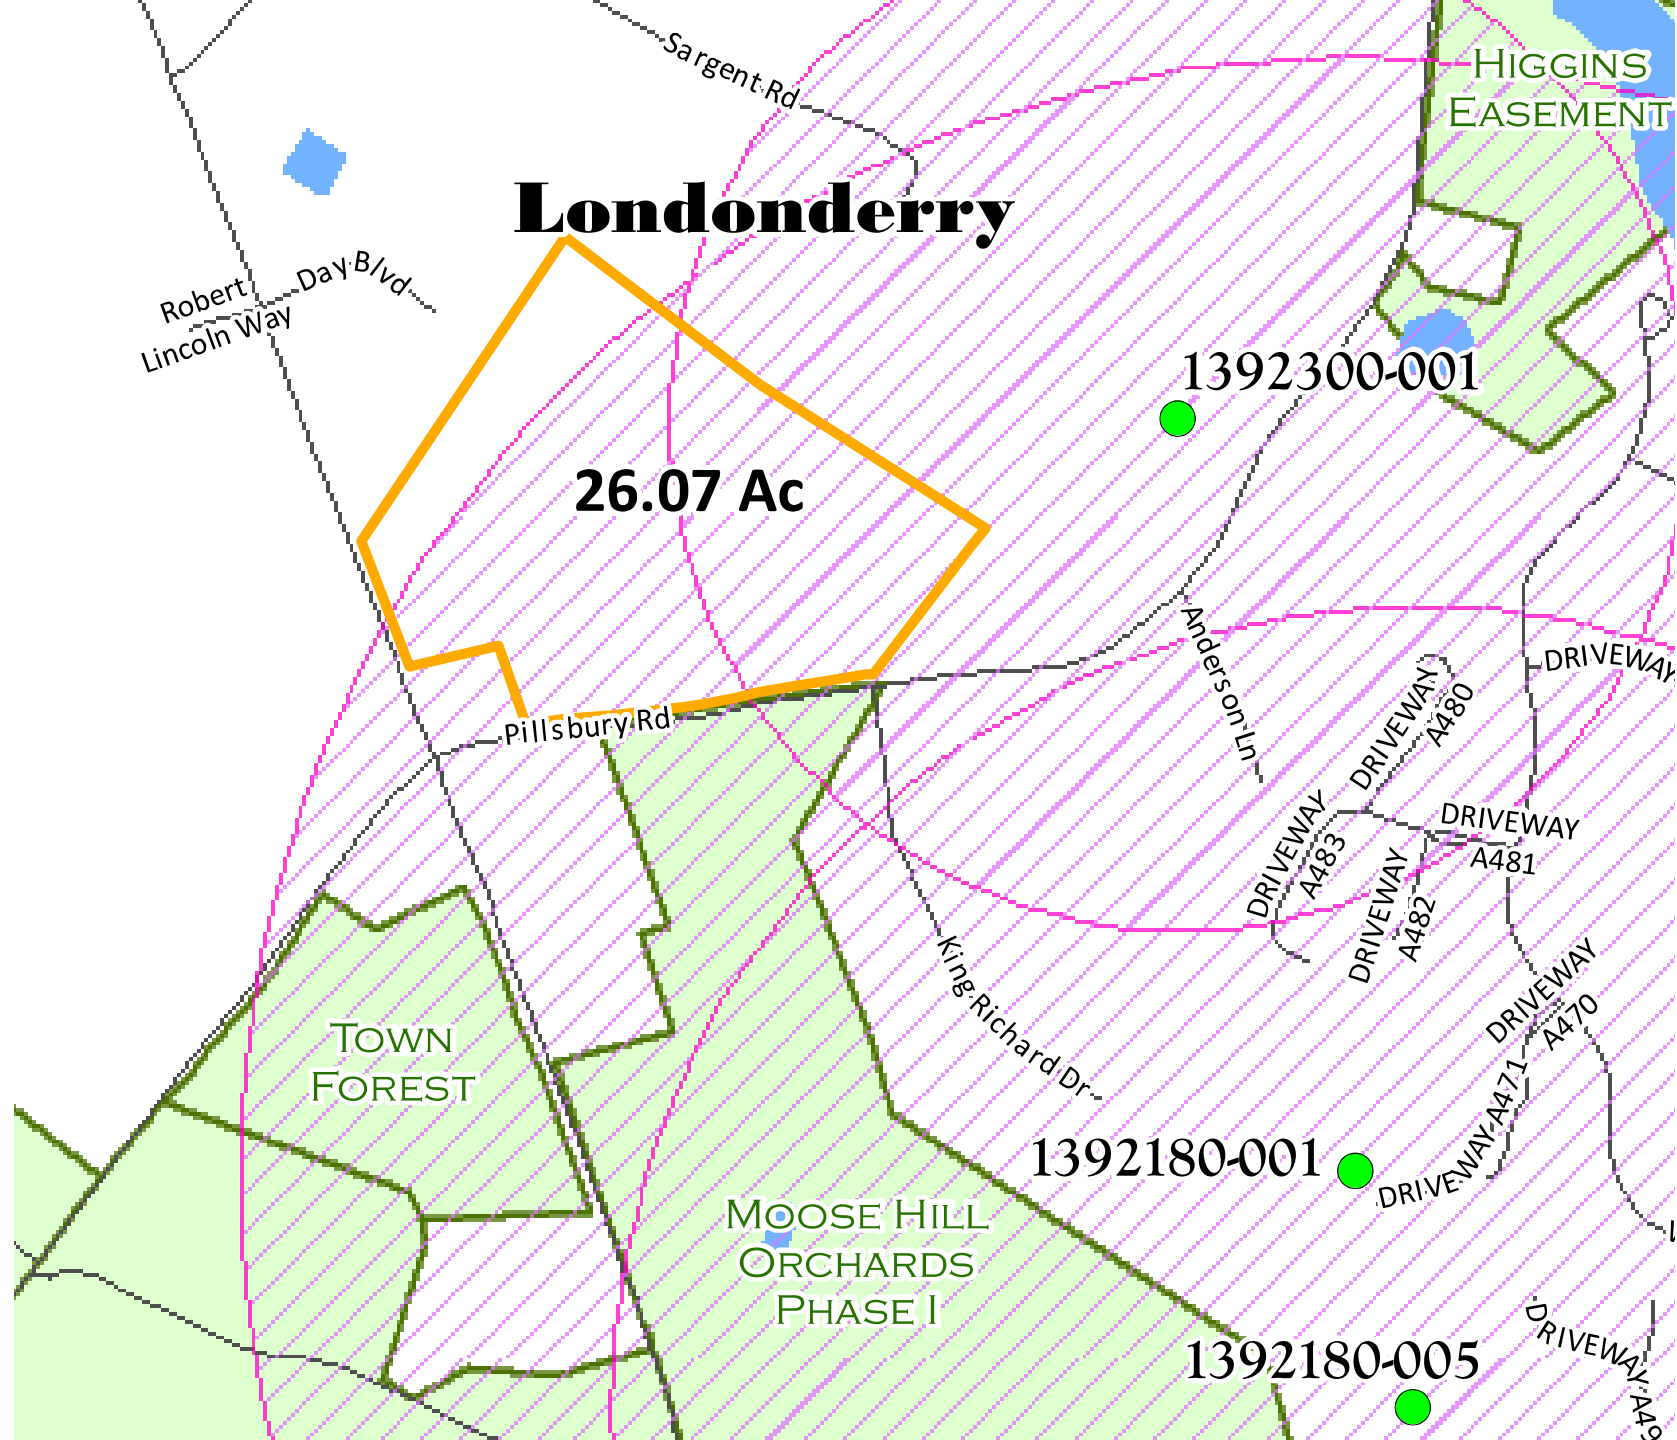 Sargent Rd
HIGGINS
EASEMENT
Londonderry
Robert
Day Blvd
Lincoln Way
1392300-001
26.07 Ac
Anderson Ln
DRIVEWAY
DRIVEWAY
A480
Pillsbury Rd
DRIVEWAY
A483
DRIVEWAY
A481
DRIVEWAY
A482
King Richard Dr
DRIVEWAY
A470
TOWN
FOREST
DRIVEWAY A471
1392180-001
MOOSE HILL
ORCHARDS
PHASE I
1392180-005
DRIVEWAY A49